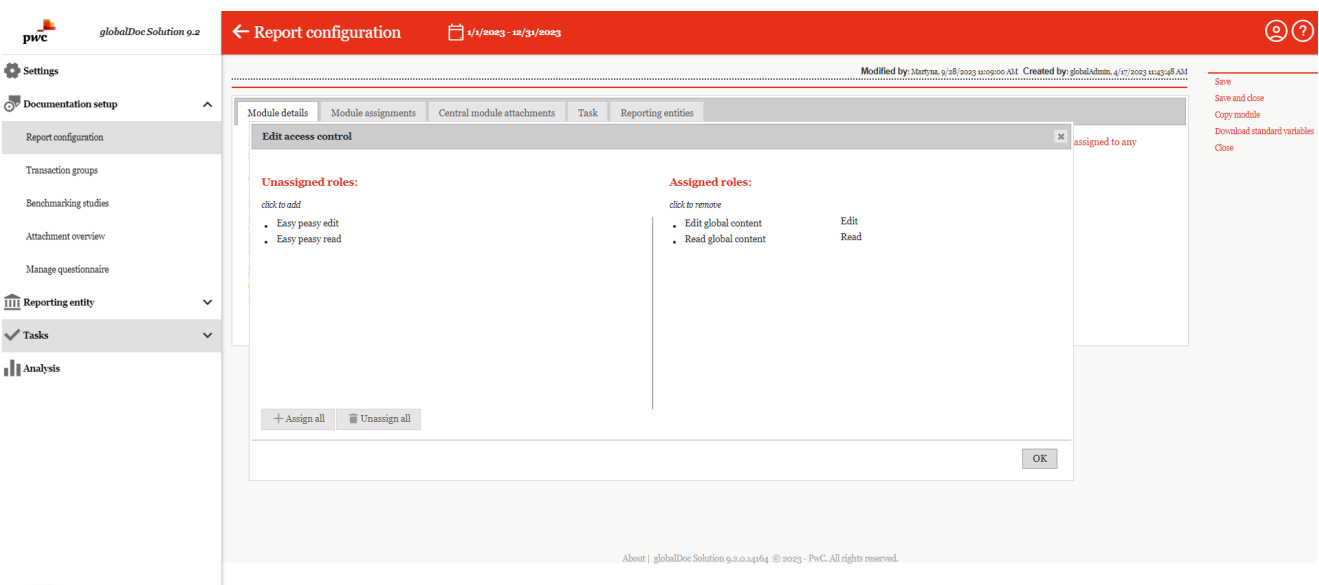 pwc
globalDoc Solution 9.2
Report configuration
1/1/2023 - 12/31/2023
?
Settings
Documentation setup
Report configuration
Transaction groups
Benchmarking studies
Attachment overview
Manage questionnaire
Reporting entity
Tasks
Analysis
Modified by: Martyna, 9/28/2023 11:09:00 AM Created by: globalAdmin, 4/17/2023 11:43:48 AM
Module details Module assignments Central module attachments Task Reporting entities
assigned to any
Edit access control
Unassigned roles:
click to add
Easy peasy edit
Easy peasy read
Assigned roles:
click to remove
Edit global content Edit
Read global content Read
Assign all Unassign all
OK
Save
Save and close
Copy module
Download standard variables
Close
About | globalDoc Solution 9.2.0.14164 © 2023 - PwC. All rights reserved.